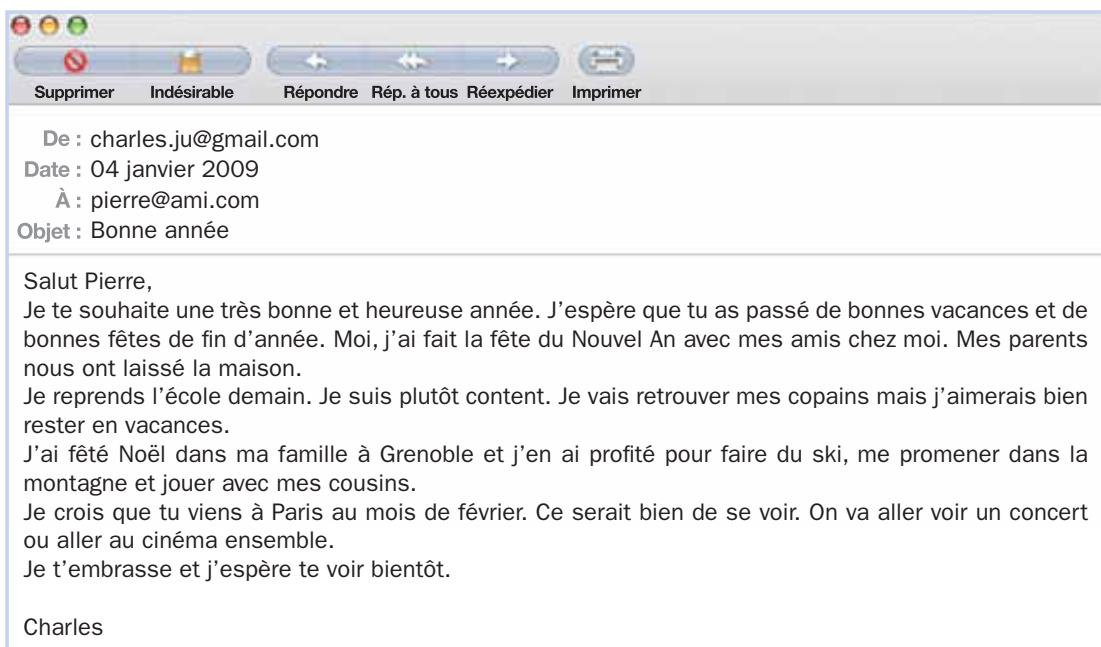 Supprimer Indésirable Répondre Rép. à tous Réexpédier Imprimer
De : charles.ju@gmail.com
Date : 04 janvier 2009
À : pierre@ami.com
Objet : Bonne année
Salut Pierre,
Je te souhaite une très bonne et heureuse année. J’espère que tu as passé de bonnes vacances et de
bonnes fêtes de fin d’année. Moi, j’ai fait la fête du Nouvel An avec mes amis chez moi. Mes parents
nous ont laissé la maison.
Je reprends l’école demain. Je suis plutôt content. Je vais retrouver mes copains mais j’aimerais bien
rester en vacances.
J’ai fêté Noël dans ma famille à Grenoble et j’en ai profité pour faire du ski, me promener dans la
montagne et jouer avec mes cousins.
Je crois que tu viens à Paris au mois de février. Ce serait bien de se voir. On va aller voir un concert
ou aller au cinéma ensemble.
Je t’embrasse et j’espère te voir bientôt.
Charles